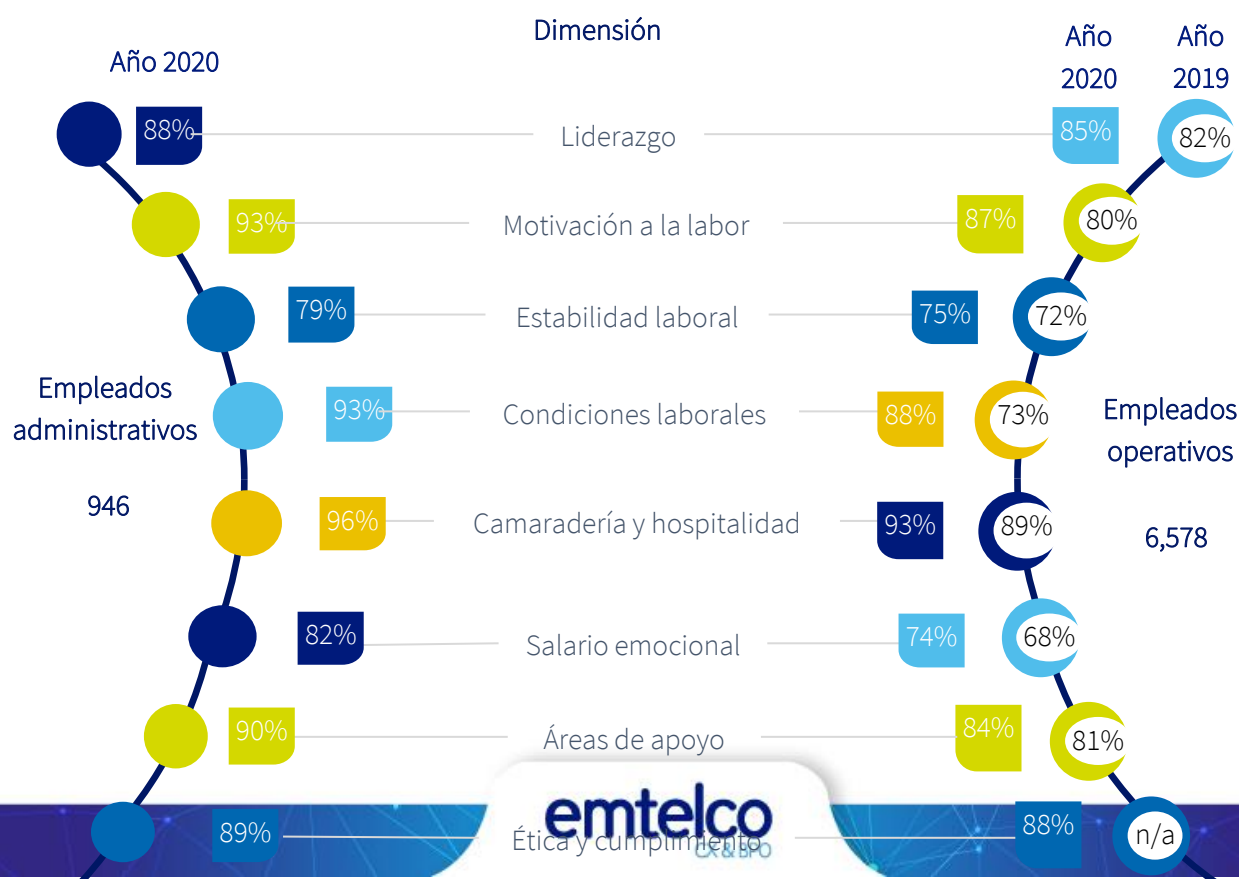 Dimensión
Año 2020
Año 2020
Año 2019
88% Liderazgo 85% 82%
93% Motivación a la labor 87% 80%
79% Estabilidad laboral 75% 72%
Empleados
administrativos
946
93% Condiciones laborales 88% 73%
Empleados
operativos
6,578
96% Camaradería y hospitalidad 93% 89%
82% Salario emocional 74% 68%
90% Áreas de apoyo 84% 81%
emtelco
CX & BPO
89% Ética y cumplimiento 88% n/a